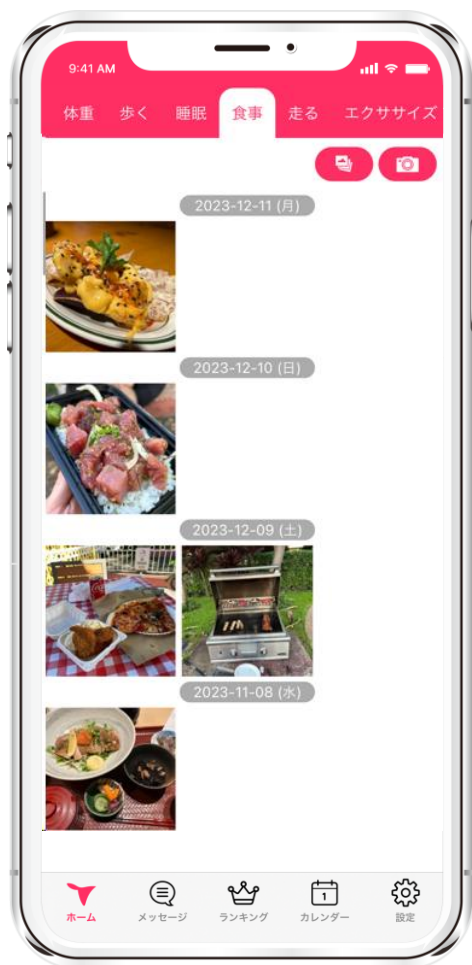 9:41 AM
体重 歩く 睡眠 食事 走る エクササイズ
2023-12-11 (月)
2023-12-10 (日)
2023-12-09 (土)
2023-11-08 (水)
1
ホーム メッセージ ランキング カレンダー 設定